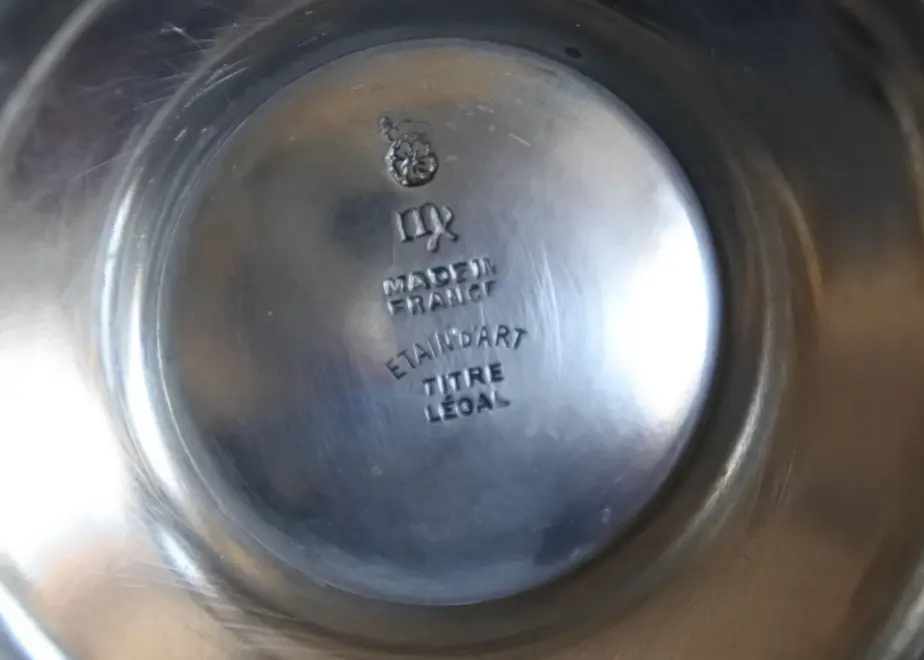 MADE IN
FRANCE
ETAIN D'ART
TITRE
LÉGAL